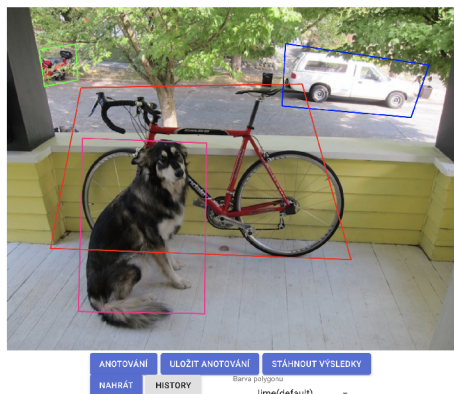 ANOTOVÁNÍ ULOŽIT ANOTOVÁNÍ STÁHNOUT VÝSLEDKY
NAHRÁT HISTORY Barva polygonu
lime(default)